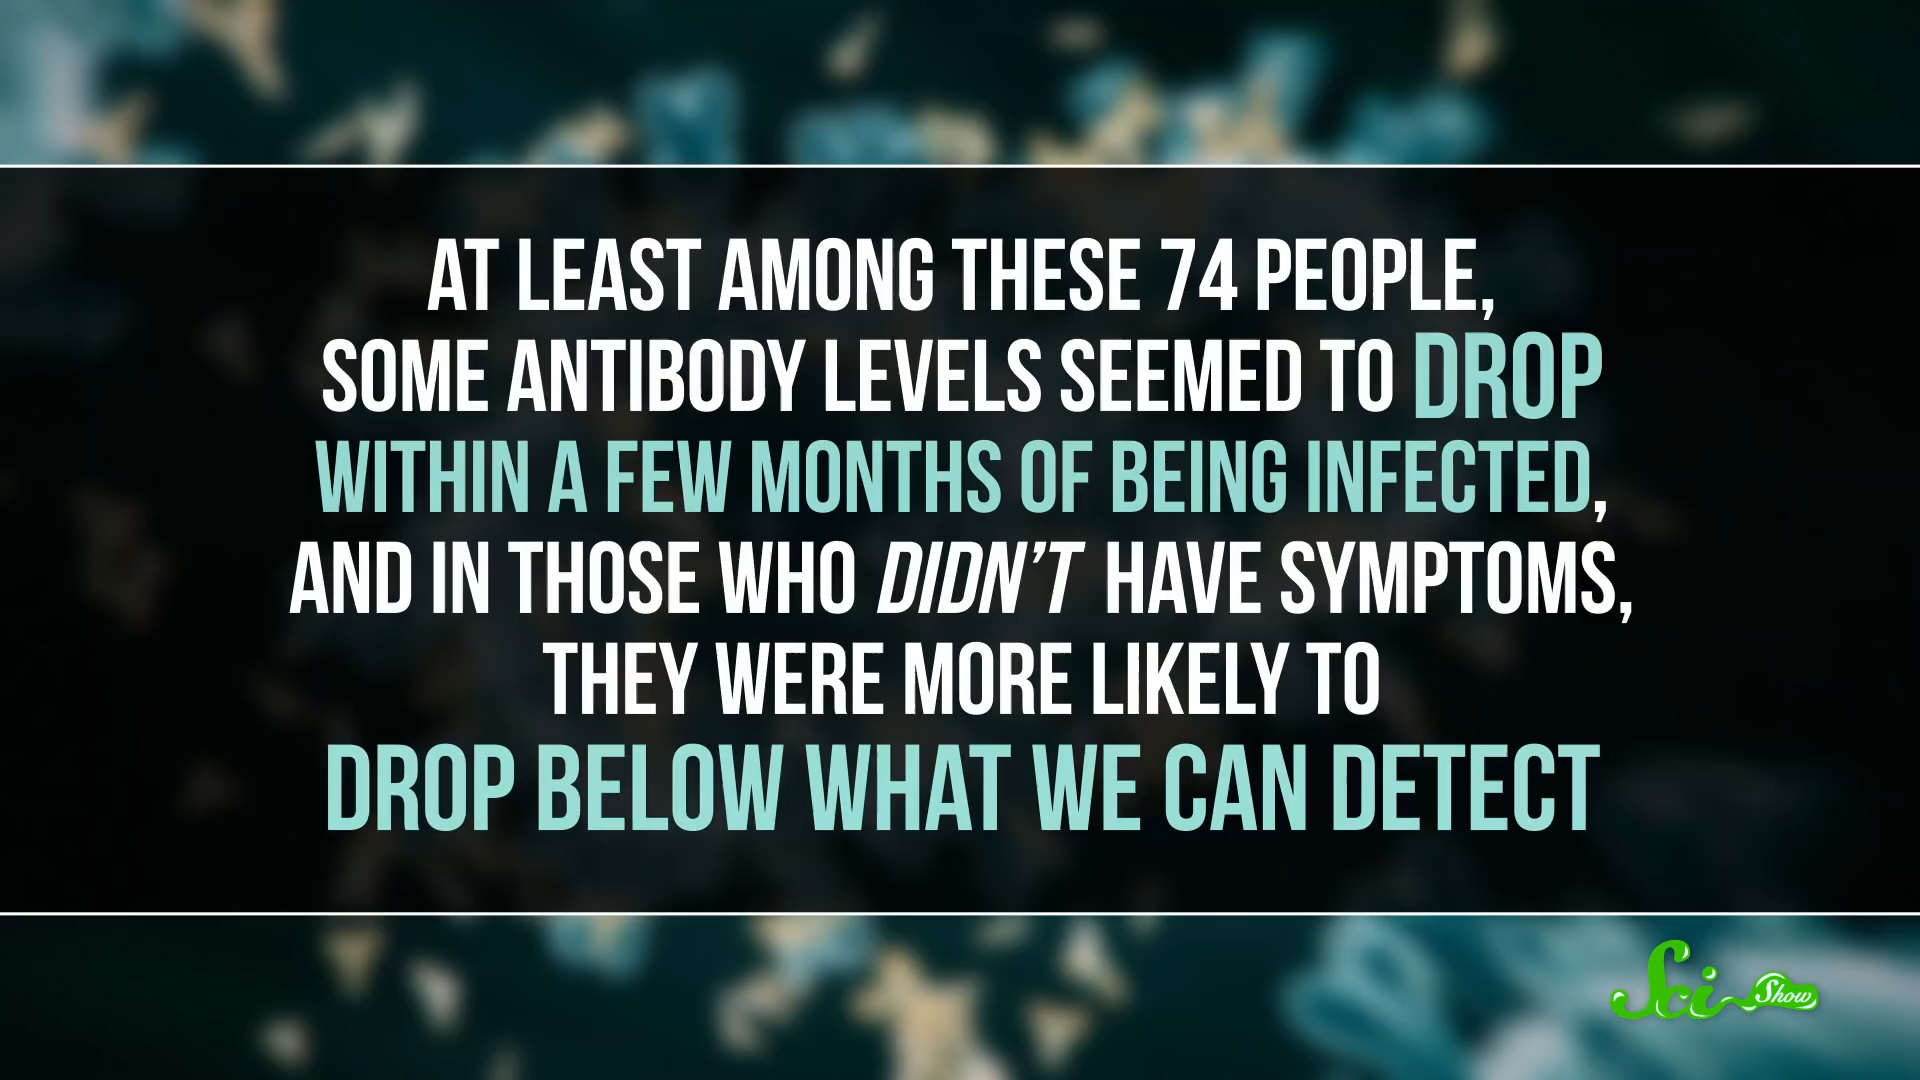 AT LEAST AMONG THESE 74 PEOPLE,
SOME ANTIBODY LEVELS SEEMED TO DROP
WITHIN A FEW MONTHS OF BEING INFECTED,
AND IN THOSE WHO DIDN'T HAVE SYMPTOMS,
THEY WERE MORE LIKELY TO
DROP BELOW WHAT WE CAN DETECT
Sci Show